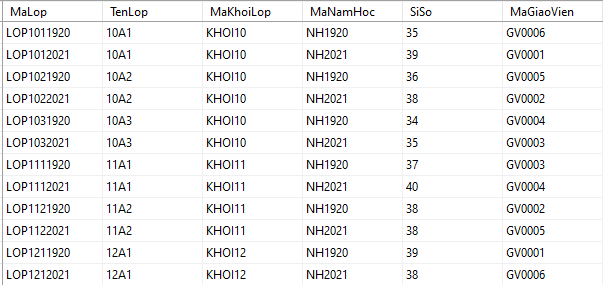 MaLop TenLop MaKhoiLop MaNamHoc SiSo MaGiaoVien
LOP1011920 10A1 KHOI10 NH1920 35 GV0006
LOP1012021 10A1 KHOI10 NH2021 39 GV0001
LOP1021920 10A2 KHOI10 NH1920 36 GV0005
LOP1022021 10A2 KHOI10 NH2021 38 GV0002
LOP1031920 10A3 KHOI10 NH1920 34 GV0004
LOP1032021 10A3 KHOI10 NH2021 35 GV0003
LOP1111920 11A1 KHOI11 NH1920 37 GV0003
LOP1112021 11A1 KHOI11 NH2021 40 GV0004
LOP1121920 11A2 KHOI11 NH1920 38 GV0002
LOP1122021 11A2 KHOI11 NH2021 38 GV0005
LOP1211920 12A1 KHOI12 NH1920 39 GV0001
LOP1212021 12A1 KHOI12 NH2021 38 GV0006